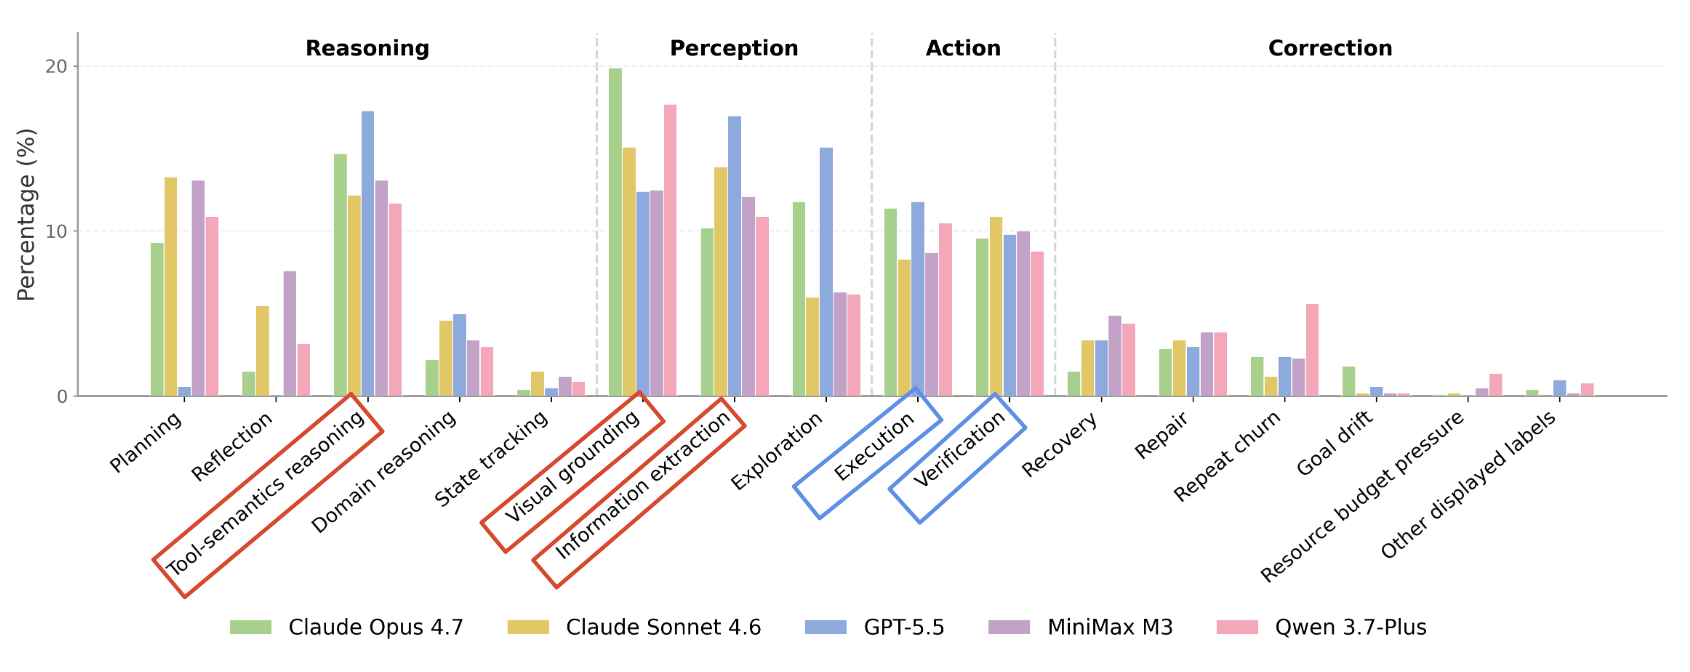 Reasoning
Perception
Action
Correction
Percentage (%)
20
10
0
Planning
Reflection
Tool-semantics reasoning
Domain reasoning
State tracking
Visual grounding
Information extraction
Exploration
Execution
Verification
Recovery
Repair
Repeat churn
Goal drift
Resource budget pressure
Other displayed labels
Claude Opus 4.7
Claude Sonnet 4.6
GPT-5.5
MiniMax M3
Qwen 3.7-Plus